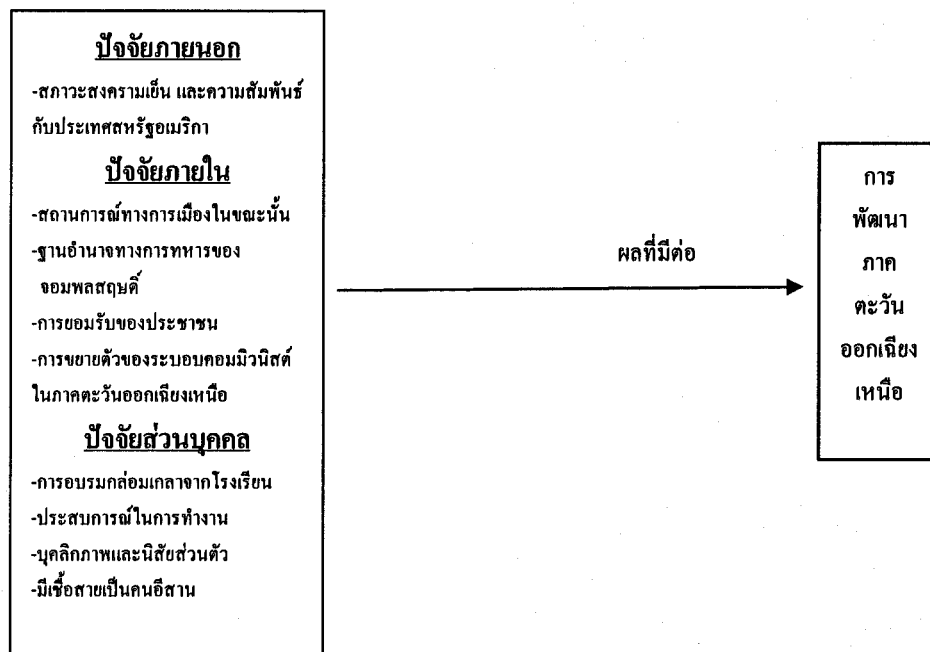 ปัจจัยภายนอก
-สภาวะสงครามเย็น และความสัมพันธ์
กับประเทศสหรัฐอเมริกา
ปัจจัยภายใน
-สถานการณ์ทางการเมืองในขณะนั้น
-ฐานอำนาจทางการทหารของ
จอมพลสฤษดิ์
-การยอมรับของประชาชน
-การขยายตัวของระบอบคอมมิวนิสต์
ในภาคตะวันออกเฉียงเหนือ
ปัจจัยส่วนบุคคล
-การอบรมกล่อมเกลาจากโรงเรียน
-ประสบการณ์ในการทำงาน
-บุคลิกภาพและนิสัยส่วนตัว
-มีเชื้อสายเป็นคนอีสาน
ผลที่มีต่อ
การ
พัฒนา
ภาค
ตะวัน
ออกเฉียง
เหนือ